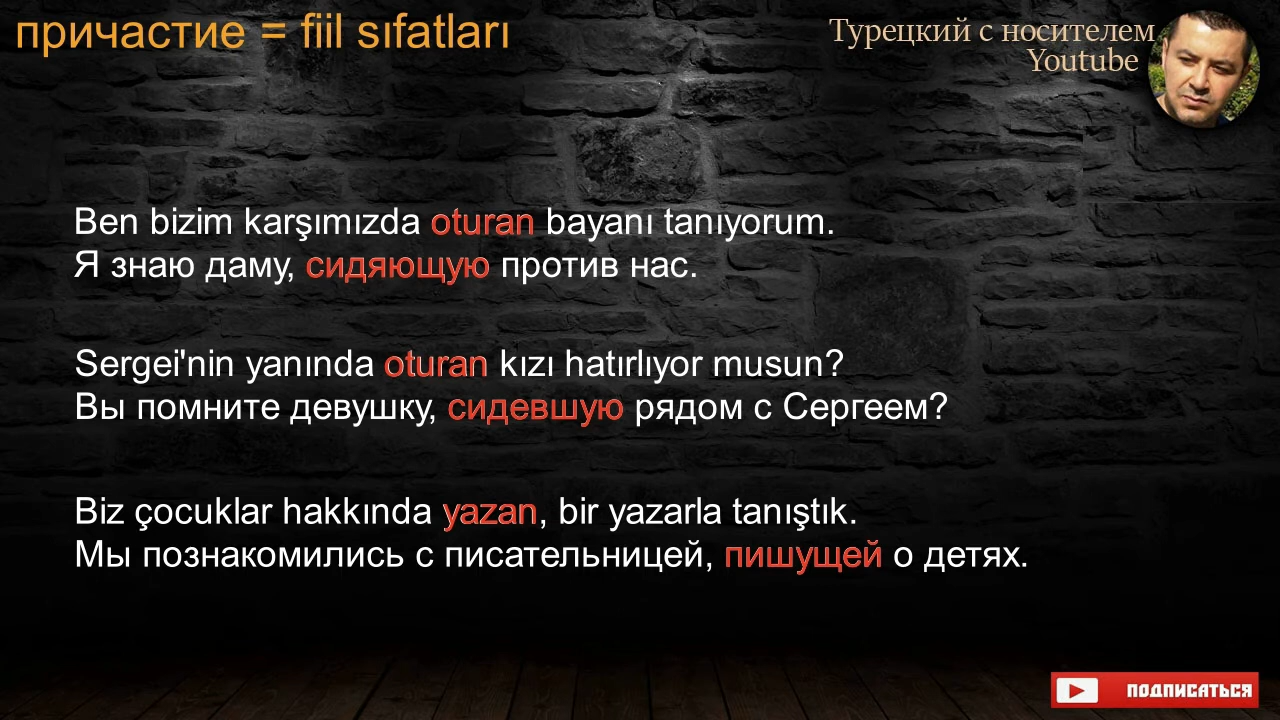 причастие = fiil sıfatları
Турецкий с носителем
Youtube
Ben bizim karşımızda oturan bayanı tanıyorum.
Я знаю даму, сидяющую против нас.
Sergei'nin yanında oturan kızı hatırlıyor musun?
Вы помните девушку, сидевшую рядом с Сергеем?
Biz çocuklar hakkında yazan, bir yazarla tanıştık.
Мы познакомились с писательницей, пишущей о детях.
ПОДПИСАТЬСЯ